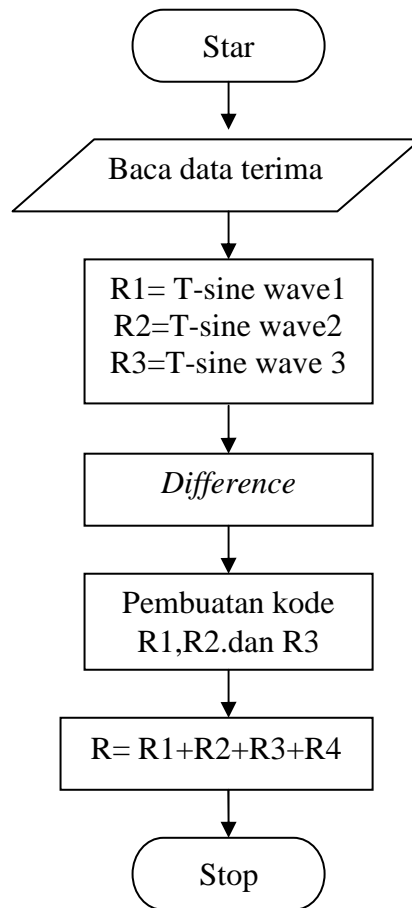 Star
Baca data terima
R1= T-sine wave1
R2=T-sine wave2
R3=T-sine wave 3
Difference
Pembuatan kode
R1,R2.dan R3
R= R1+R2+R3+R4
Stop